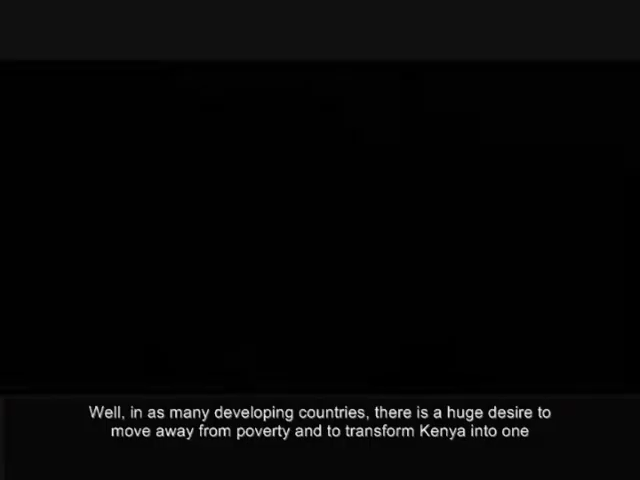 Well, in as many developing countries, there is a huge desire to
move away from poverty and to transform Kenya into one